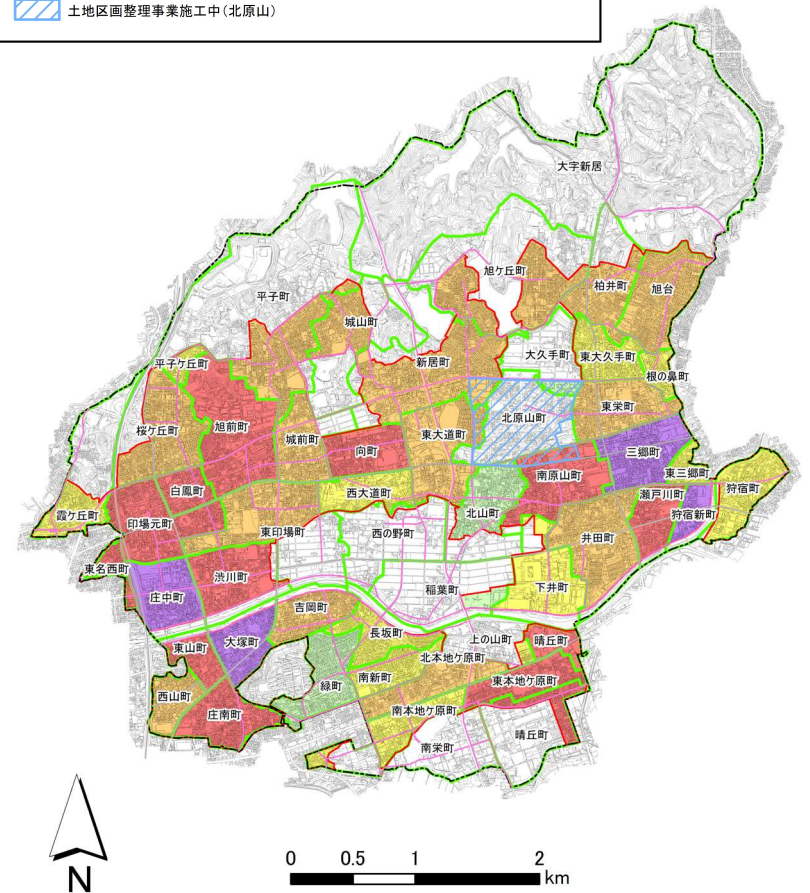 土地区画整理事業施工中（北原山）
大字新居
旭ケ丘町
柏井町
旭台
平子町
城山町
新居町
大久手町
東大久手町
平子ケ丘町
根の鼻町
桜ケ丘町
旭前町
城前町
東大道町
北原山町
東栄町
向町
三郷町
東三郷町
南原山町
白鳳町
西大道町
瀬戸川町
狩宿町
霞ケ丘町
印場元町
北山町
狩宿新町
東印場町
西の野町
井田町
東名西町
渋川町
稲葉町
下井町
庄中町
吉岡町
長坂町
上の山町
晴丘町
東山町
大塚町
北本地ケ原町
緑町
南新町
東本地ケ原町
西山町
庄南町
南本地ケ原町
晴丘町
南栄町
N
0 0.5 1 2
km